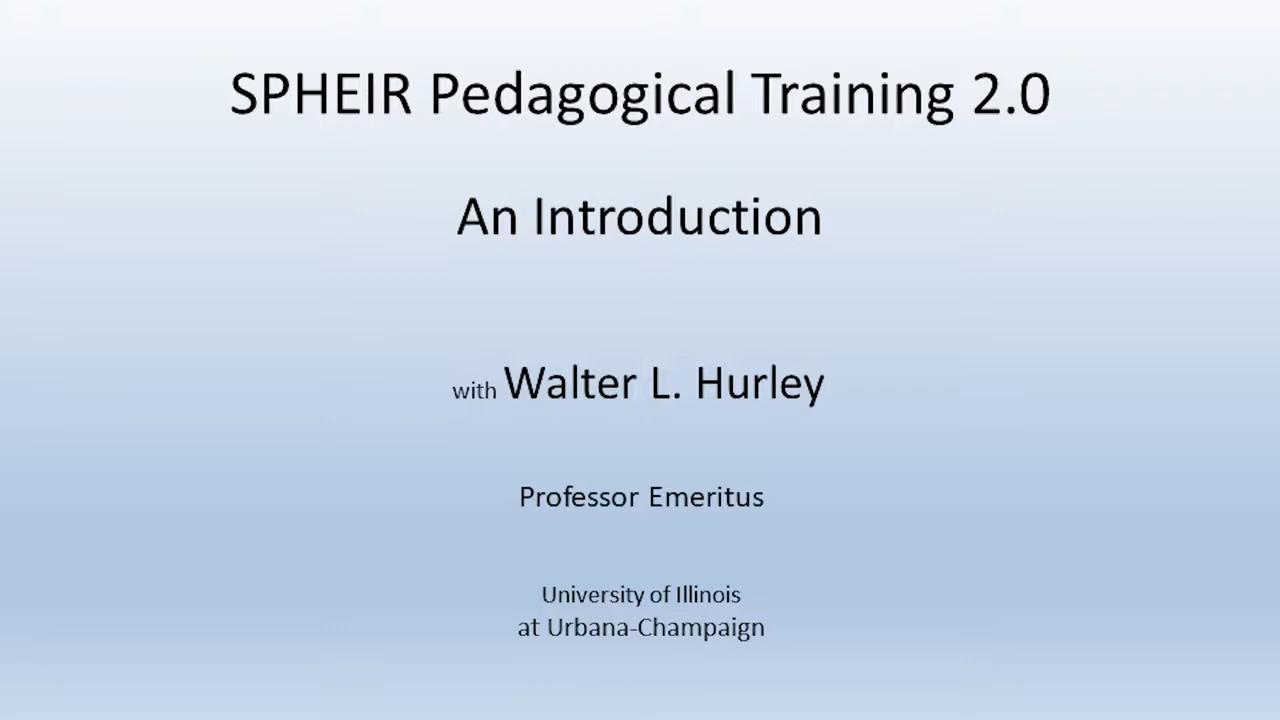 SPHEIR Pedagogical Training 2.0
An Introduction
with Walter L. Hurley
Professor Emeritus
University of Illinois
at Urbana-Champaign